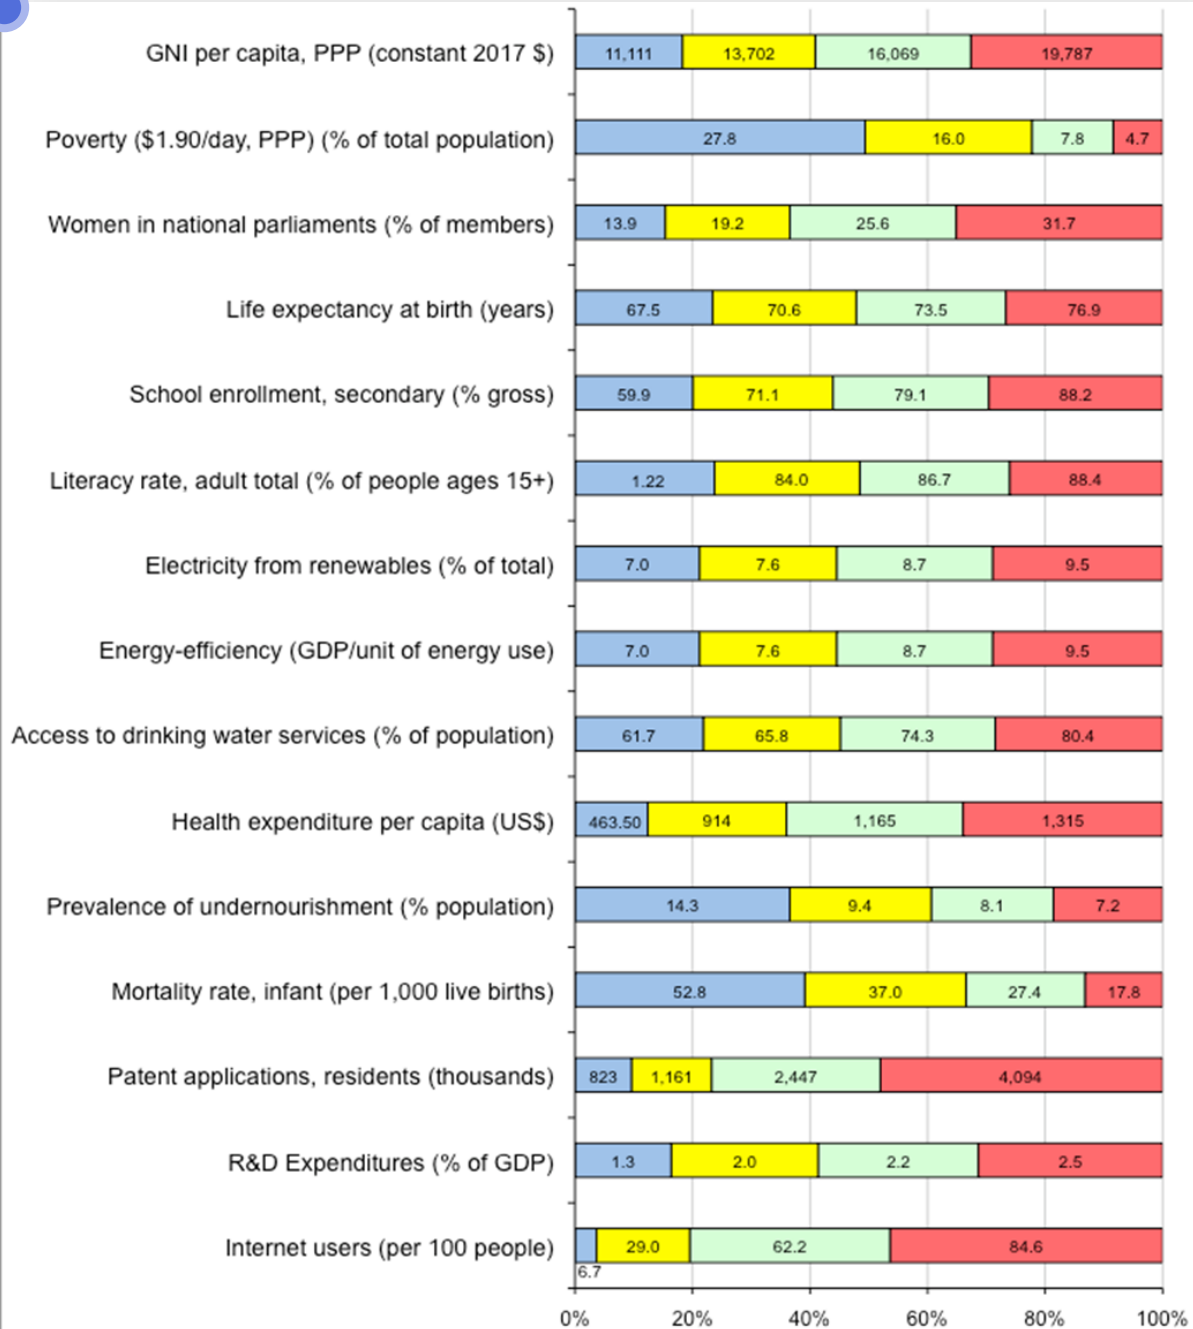 GNI per capita, PPP (constant 2017 $) 11,111 13,702 16,069 19,787
Poverty ($1.90/day, PPP) (% of total population) 27.8 16.0 7.8 4.7
Women in national parliaments (% of members) 13.9 19.2 25.6 31.7
Life expectancy at birth (years) 67.5 70.6 73.5 76.9
School enrollment, secondary (% gross) 59.9 71.1 79.1 88.2
Literacy rate, adult total (% of people ages 15+) 1.22 84.0 86.7 88.4
Electricity from renewables (% of total) 7.0 7.6 8.7 9.5
Energy-efficiency (GDP/unit of energy use) 7.0 7.6 8.7 9.5
Access to drinking water services (% of population) 61.7 65.8 74.3 80.4
Health expenditure per capita (US$) 463.50 914 1,165 1,315
Prevalence of undernourishment (% population) 14.3 9.4 8.1 7.2
Mortality rate, infant (per 1,000 live births) 52.8 37.0 27.4 17.8
Patent applications, residents (thousands) 823 1,161 2,447 4,094
R&D Expenditures (% of GDP) 1.3 2.0 2.2 2.5
Internet users (per 100 people) 29.0 62.2 84.6
6.7
0% 20% 40% 60% 80% 100%